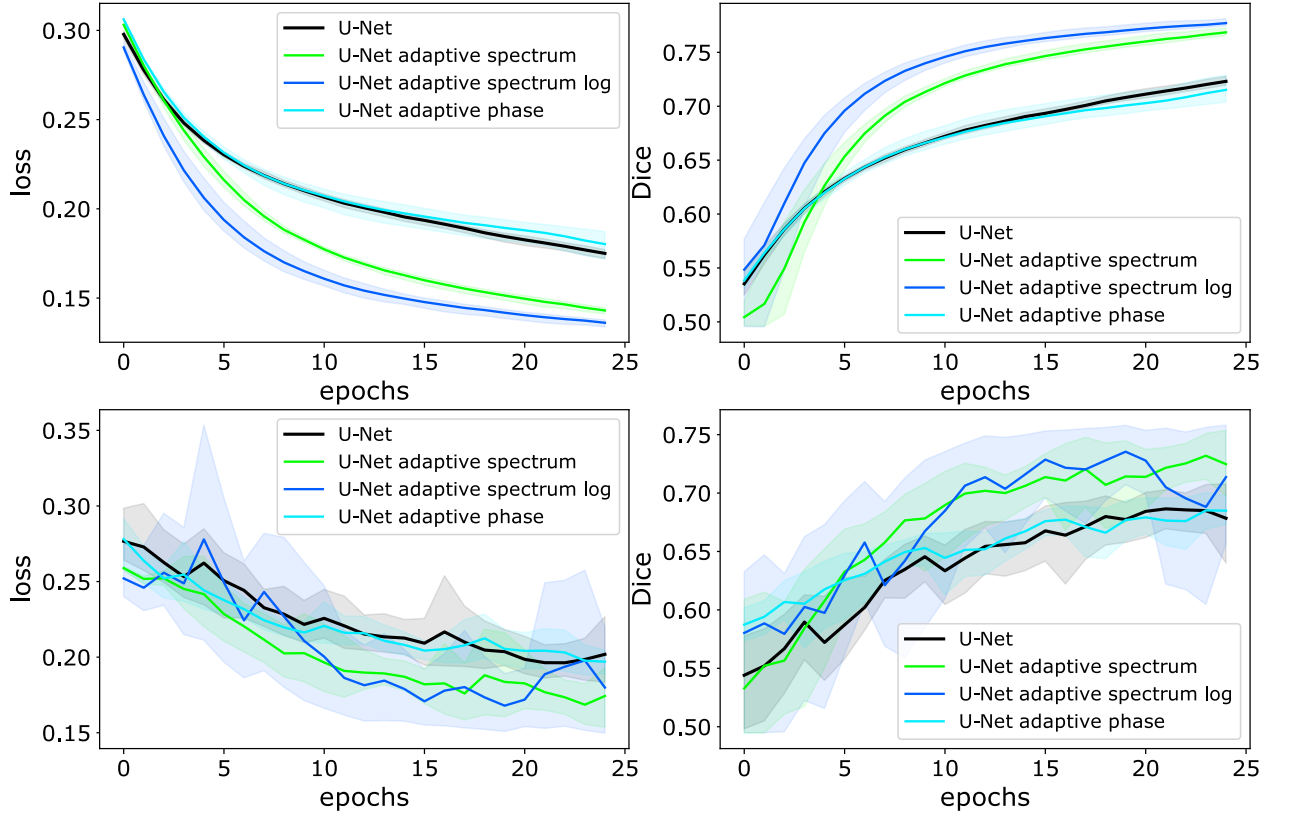 0.30
0.25
0.20
0.15
loss
0 5 10 15 20 25
epochs
U-Net
U-Net adaptive spectrum
U-Net adaptive spectrum log
U-Net adaptive phase
0.75
0.70
0.65
0.60
0.55
0.50
Dice
0 5 10 15 20 25
epochs
U-Net
U-Net adaptive spectrum
U-Net adaptive spectrum log
U-Net adaptive phase
0.35
0.30
0.25
0.20
0.15
loss
0 5 10 15 20 25
epochs
U-Net
U-Net adaptive spectrum
U-Net adaptive spectrum log
U-Net adaptive phase
0.75
0.70
0.65
0.60
0.55
0.50
Dice
0 5 10 15 20 25
epochs
U-Net
U-Net adaptive spectrum
U-Net adaptive spectrum log
U-Net adaptive phase